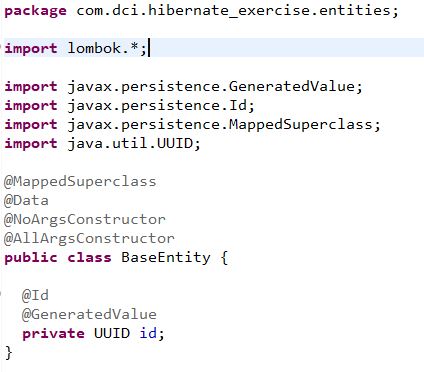 package com.dci.hibernate_exercise.entities;
import lombok.*;
import javax.persistence.GeneratedValue;
import javax.persistence.Id;
import javax.persistence.MappedSuperclass;
import java.util.UUID;
@MappedSuperclass
@Data
@NoArgsConstructor
@AllArgsConstructor
public class BaseEntity {
@Id
@GeneratedValue
private UUID id;
}